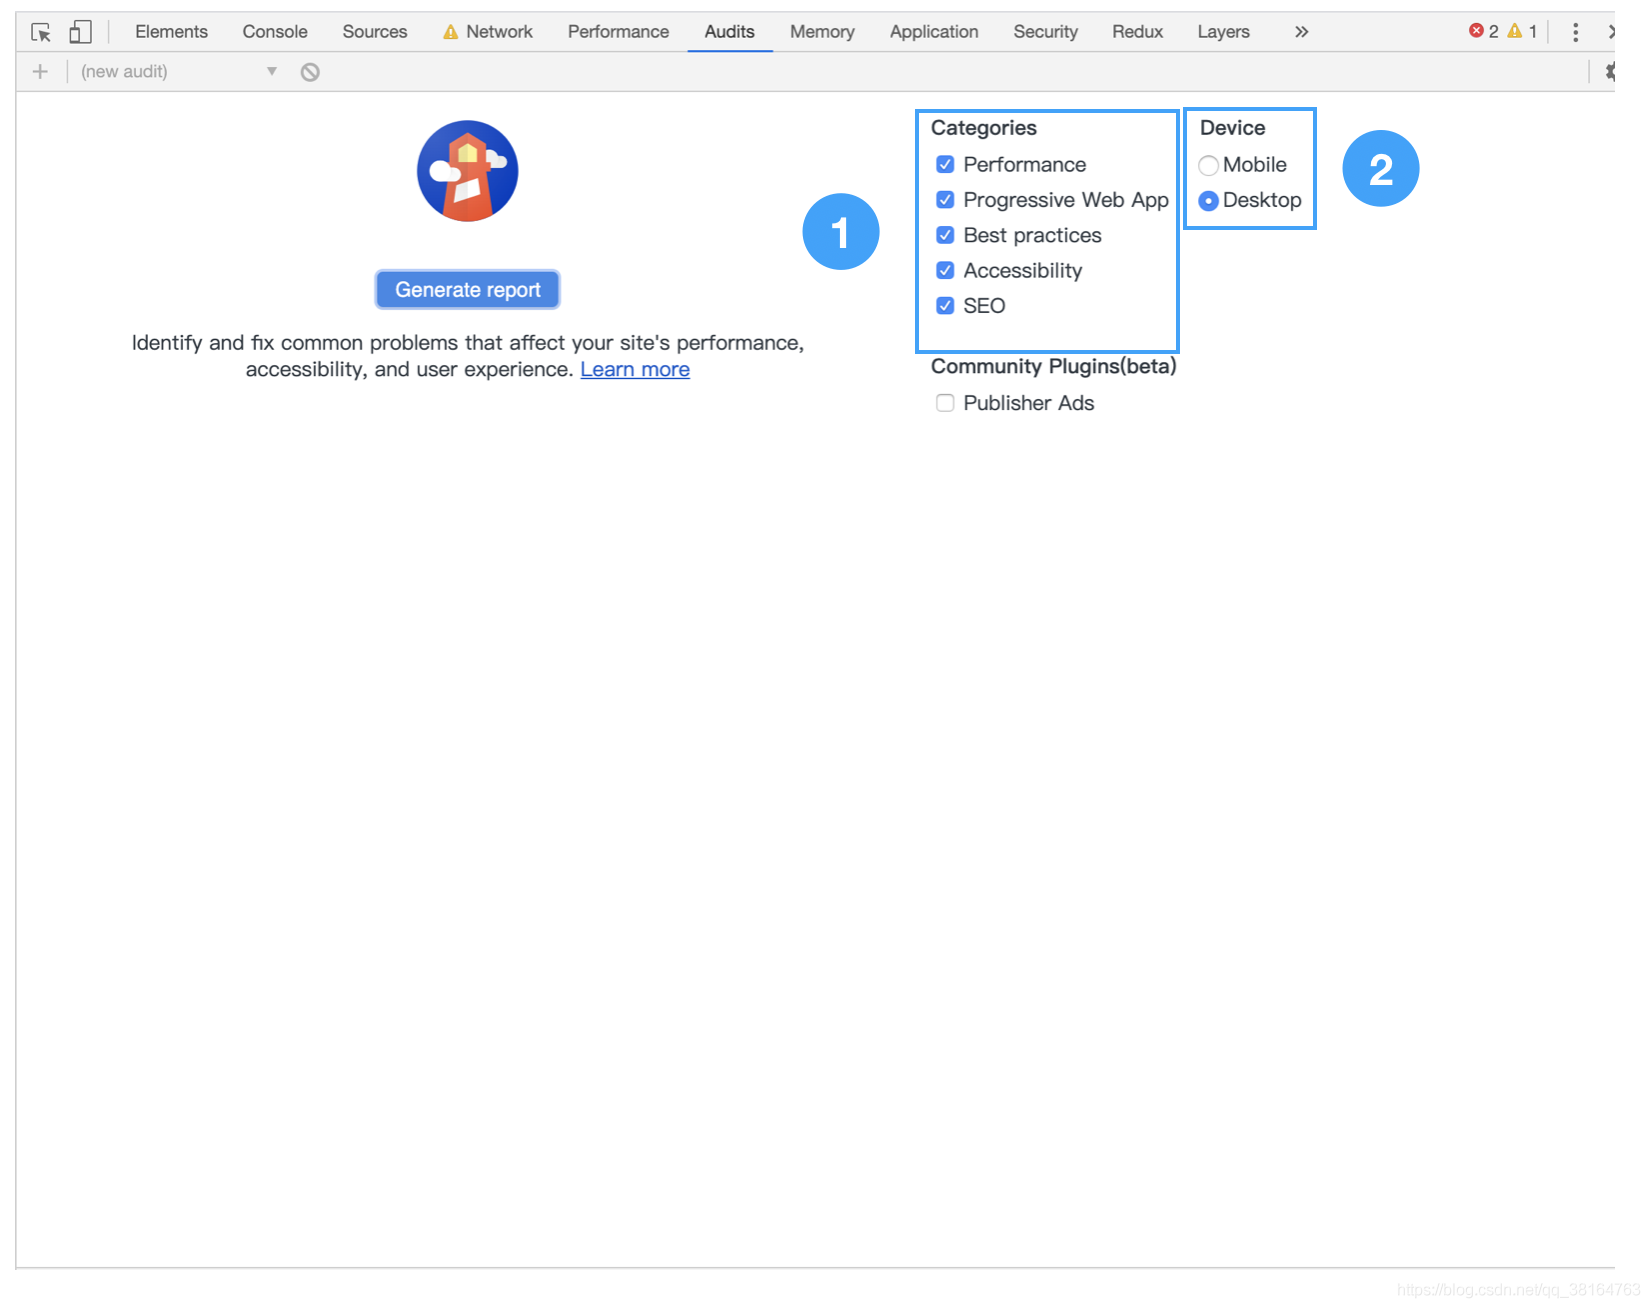 Elements Console Sources Network Performance Audits Memory Application Security Redux Layers » 2 1
(new audit)
Categories
Performance
Progressive Web App
Best practices
Accessibility
SEO
Device
Mobile
Desktop
1
2
Generate report
Identify and fix common problems that affect your site's performance,
accessibility, and user experience. Learn more
Community Plugins(beta)
Publisher Ads
https://blog.csdn.net/qq_38164763